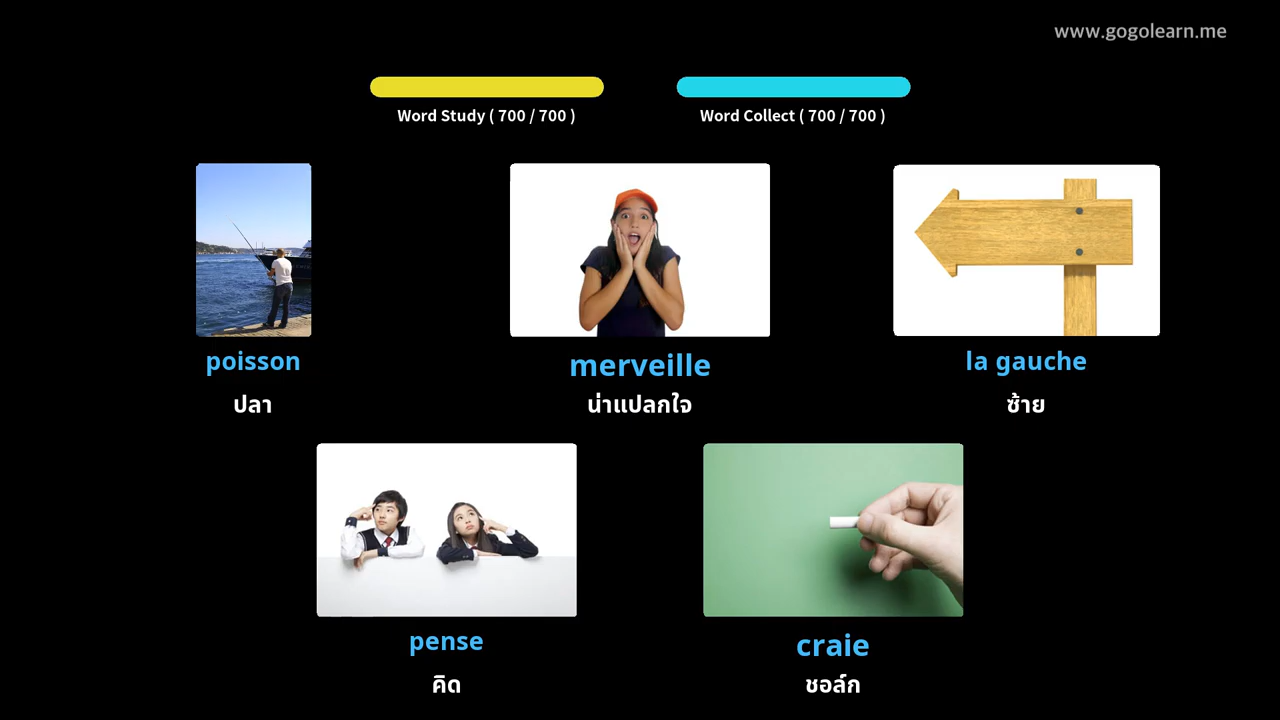 www.gogolearn.me
Word Study ( 700 / 700 )
Word Collect ( 700 / 700 )
poisson
ปลา
merveille
น่าแปลกใจ
la gauche
ซ้าย
pense
คิด
craie
ชอล์ก